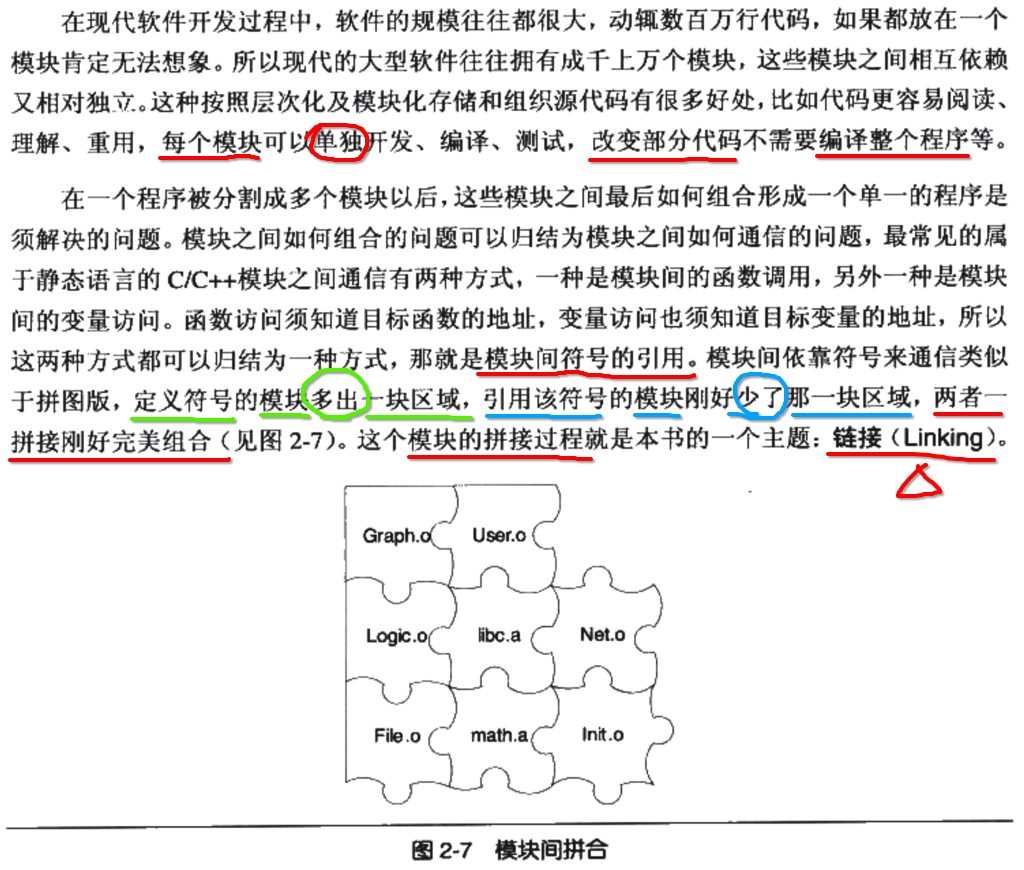 在现代软件开发过程中，软件的规模往往都很大，动辄数百万行代码，如果都放在一个
模块肯定无法想象。所以现代的大型软件往往拥有成千上万个模块，这些模块之间相互依赖
又相对独立。这种按照层次化及模块化存储和组织源代码有很多好处，比如代码更容易阅读、
理解、重用，每个模块可以单独开发、编译、测试，改变部分代码不需要编译整个程序等。
在一个程序被分割成多个模块以后，这些模块之间最后如何组合形成一个单一的程序是
须解决的问题。模块之间如何组合的问题可以归结为模块之间如何通信的问题，最常见的属
于静态语言的 C/C++模块之间通信有两种方式，一种是模块间的函数调用，另外一种是模块
间的变量访问。函数访问须知道目标函数的地址，变量访问也须知道目标变量的地址，所以
这两种方式都可以归结为一种方式，那就是模块间符号的引用。模块间依靠符号来通信类似
于拼图版，定义符号的模块多出一块区域，引用该符号的模块刚好少了那一块区域，两者一
拼接刚好完美组合（见图 2-7）。这个模块的拼接过程就是本书的一个主题：链接（Linking）。
Graph.o User.o
Logic.o libc.a Net.o
File.o math.a Init.o
图 2-7 模块间拼合